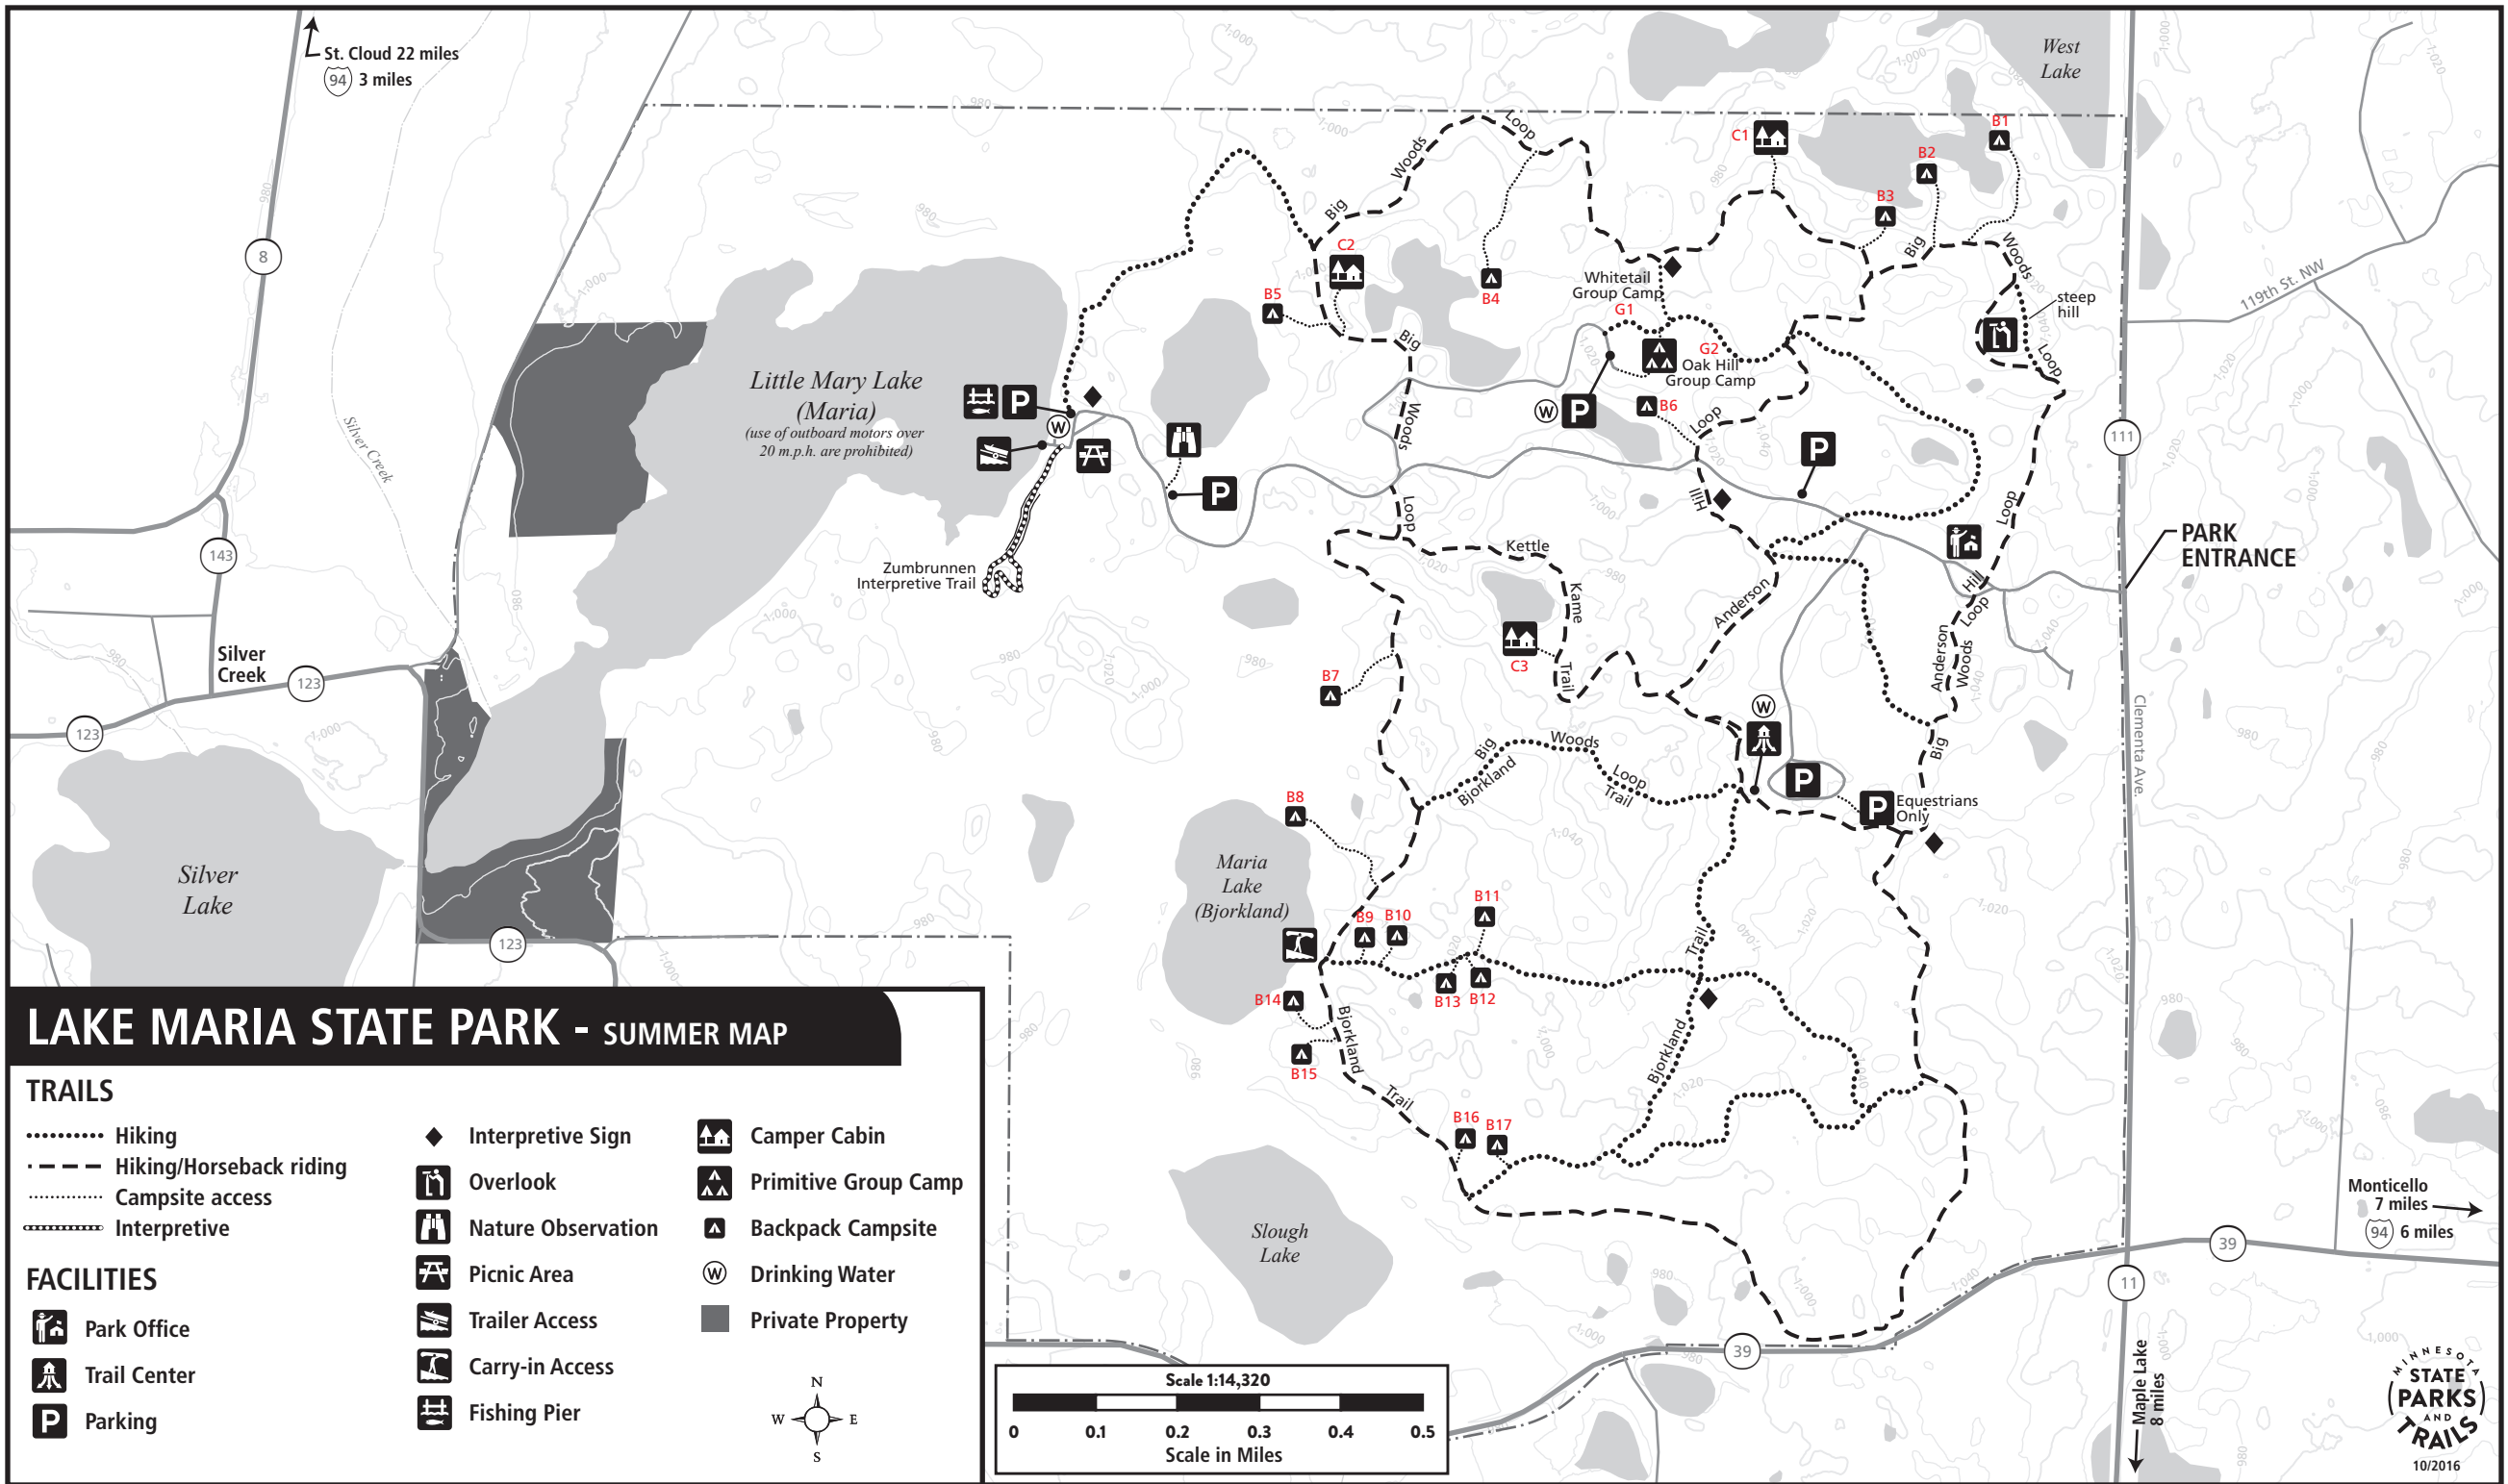 St. Cloud 22 miles
94 3 miles
8
143
Silver Creek
Silver
Creek
123
123
123
Silver
Lake
Little Mary Lake
(Maria)
(use of outboard motors over
20 m.p.h. are prohibited)
P
W
P
Zumbrunnen
Interpretive Trail
West
Lake
Big
Woods
Loop
C1
B1
B2
B3
B4
B5
C2
Big
Woods
Loop
Whitetail
Group Camp
G1
G2
Oak Hill
Group Camp
W
P
B6
Loop
Hill
Anderson
P
Big
Woods
Loop
steep
hill
Loop
Hill
Loop
Anderson
Woods
Big
119th St. NW
111
PARK
ENTRANCE
Clementa Ave.
Kettle
Kame
Trail
C3
B7
Big
Woods
Loop
Bjorkland
Trail
W
P
P
Equestrians
Only
B8
Maria
Lake
(Bjorkland)
B9
B10
B11
B12
B13
B14
B15
Bjorkland
Trail
Trail
Bjorkland
B16
B17
Slough
Lake
39
39
11
Monticello
7 miles
94 6 miles
Maple Lake
8 miles
980
1,000
1,020
1,040
LAKE MARIA STATE PARK - SUMMER MAP
TRAILS
Hiking
Hiking/Horseback riding
Campsite access
Interpretive
FACILITIES
Park Office
Trail Center
P Parking
Interpretive Sign
Overlook
Nature Observation
Picnic Area
Trailer Access
Carry-in Access
Fishing Pier
Camper Cabin
Primitive Group Camp
Backpack Campsite
W Drinking Water
Private Property
N
W E
S
Scale 1:14,320
0 0.1 0.2 0.3 0.4 0.5
Scale in Miles
MINNESOTA
STATE
PARKS
AND
TRAILS
10/2016